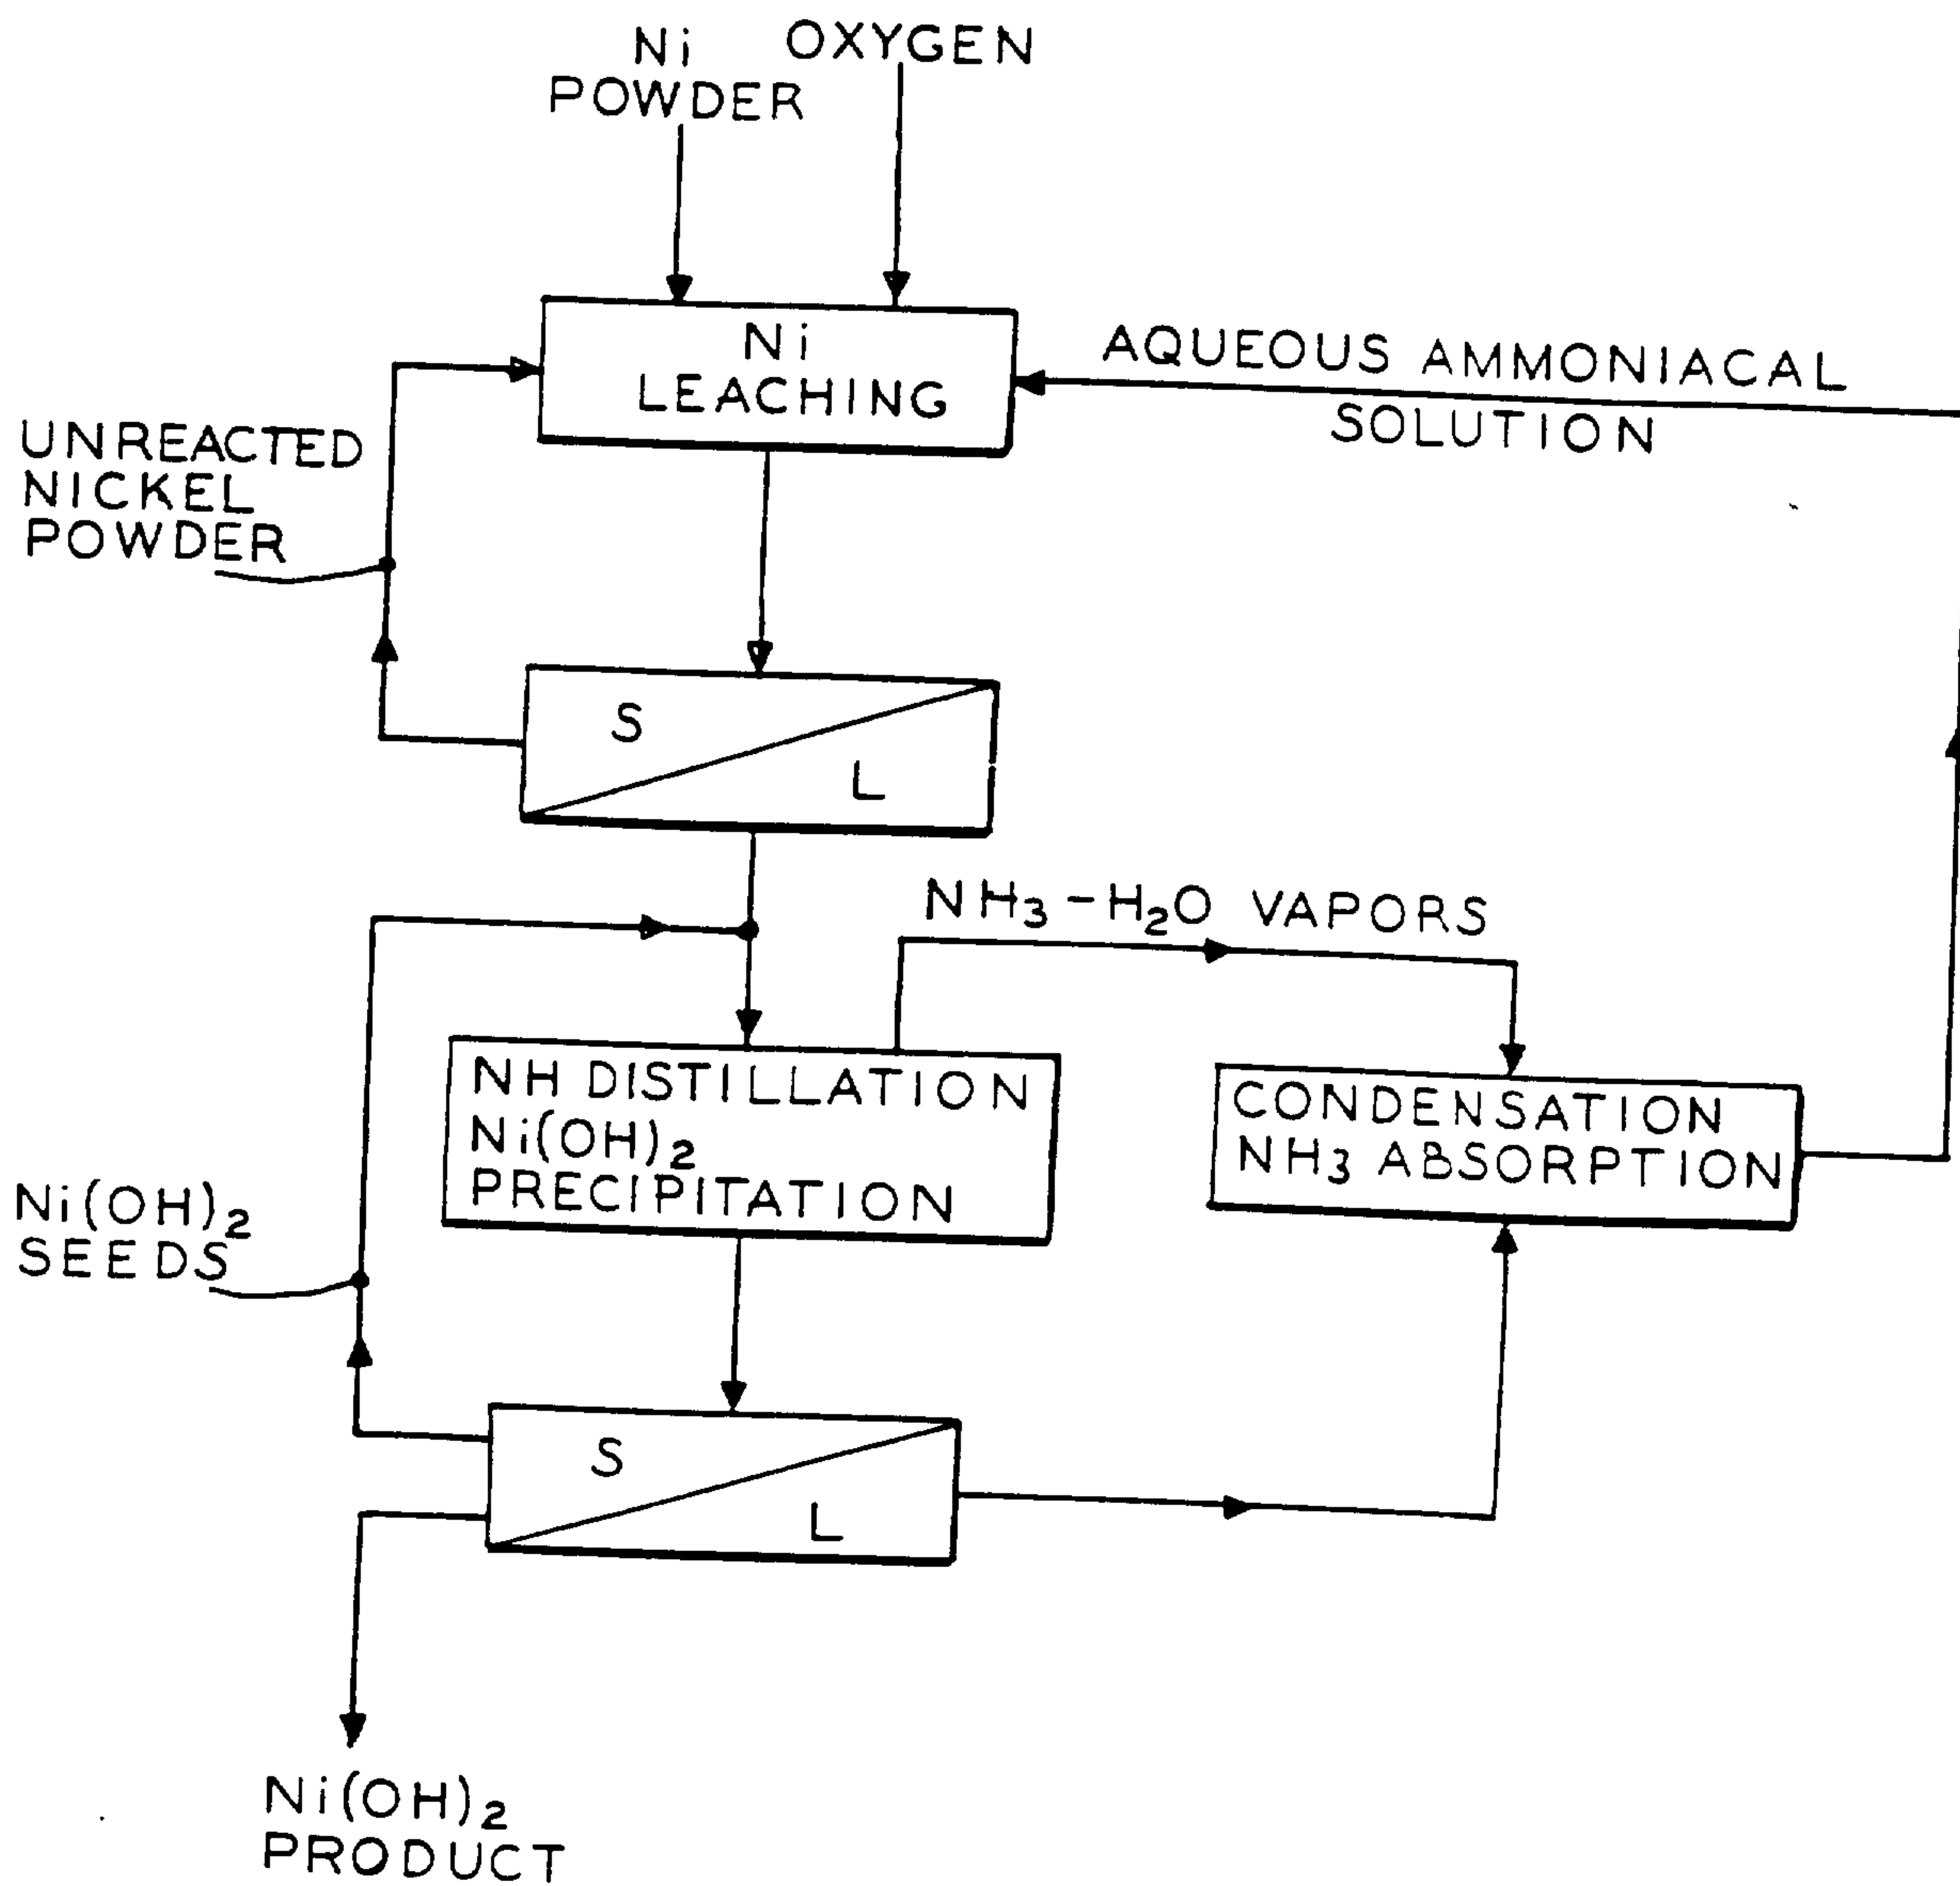 Ni
POWDER
OXYGEN
Ni
LEACHING
AQUEOUS AMMONIACAL
SOLUTION
UNREACTED
NICKEL
POWDER
S
L
NH₃-H₂O VAPORS
NH DISTILLATION
Ni(OH)₂
PRECIPITATION
CONDENSATION
NH₃ ABSORPTION
Ni(OH)₂
SEEDS
S
L
Ni(OH)₂
PRODUCT